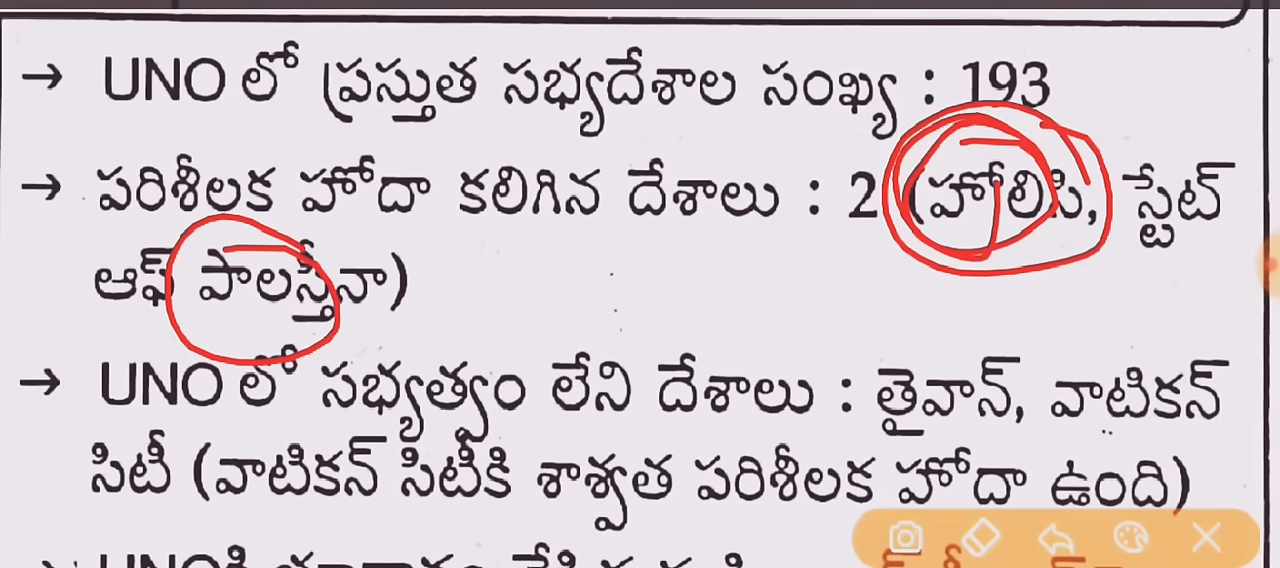 → UNO లో ప్రస్తుత సభ్యదేశాల సంఖ్య : 193
→ పరిశీలక హోదా కలిగిన దేశాలు : 2 (హోలిసి, స్టేట్
ఆఫ్ పాలస్తీనా)
→ UNO లో సభ్యత్వం లేని దేశాలు : తైవాన్, వాటికన్
సిటీ (వాటికన్ సిటీకి శాశ్వత పరిశీలక హోదా ఉంది)